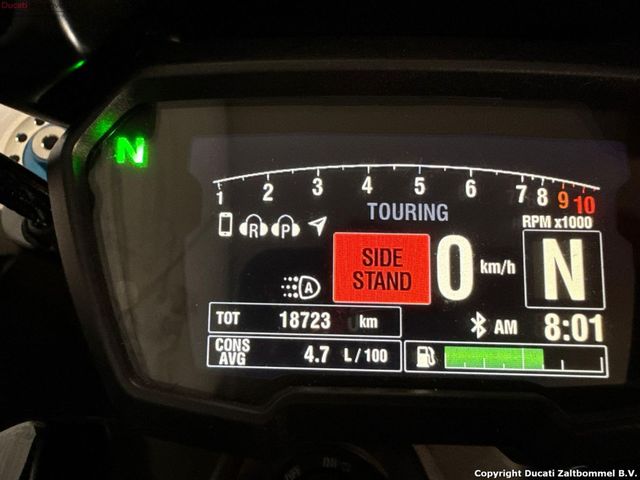 Ducati
N
1 2 3 4 5 6 7 8 9 10
TOURING
RPM x1000
R P
SIDE
STAND
0 km/h
N
A
TOT 18723 km
AM 8:01
CONS
AVG 4.7 L / 100
Copyright Ducati Zaltbommel B.V.